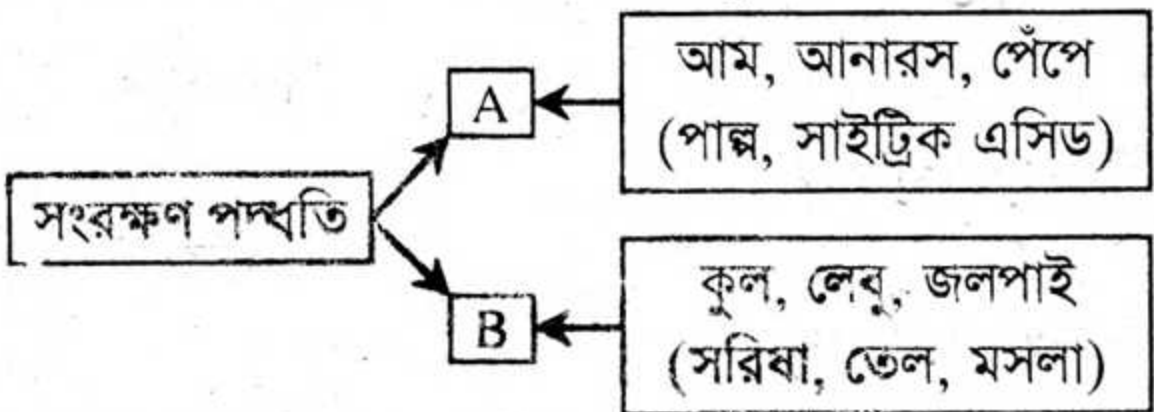 সংরক্ষণ পদ্ধতি
A
আম, আনারস, পেঁপে
(পাল্প, সাইট্রিক এসিড)
B
কুল, লেবু, জলপাই
(সরিষা, তেল, মসলা)